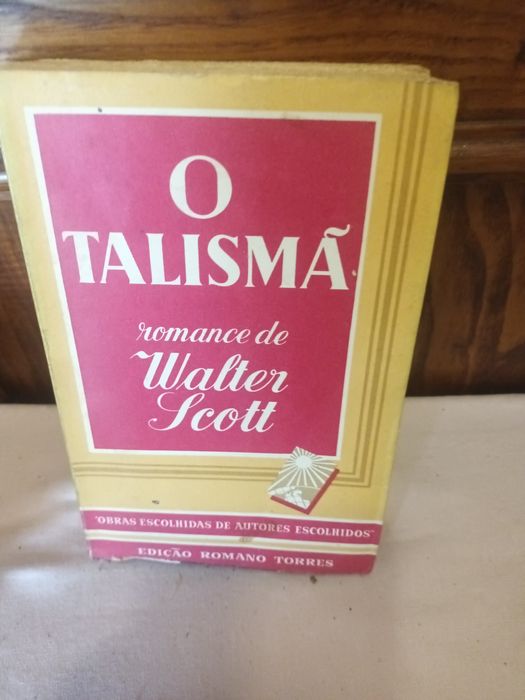 O
TALISMÃ
romance de
Walter
Scott
"OBRAS ESCOLHIDAS DE AUTORES ESCOLHIDOS"
EDIÇÃO ROMANO TORRES